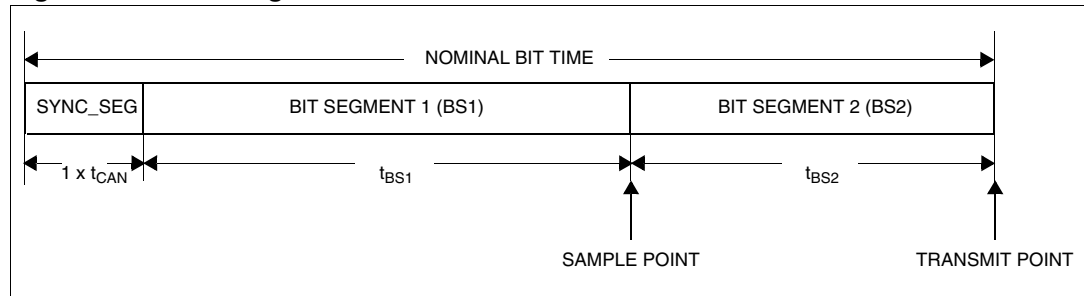 NOMINAL BIT TIME
SYNC_SEG
BIT SEGMENT 1 (BS1)
BIT SEGMENT 2 (BS2)
1 x tCAN
tBS1
tBS2
SAMPLE POINT
TRANSMIT POINT